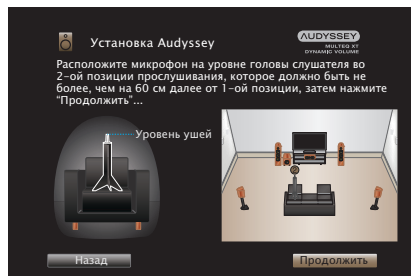 Установка Audyssey
AUDYSSEY
MULTEQ XT
DYNAMIC VOLUME
Расположите микрофон на уровне головы слушателя во
2-ой позиции прослушивания, которое должно быть не
более, чем на 60 см далее от 1-ой позиции, затем нажмите
“Продолжить”...
Уровень ушей
Назад
Продолжить